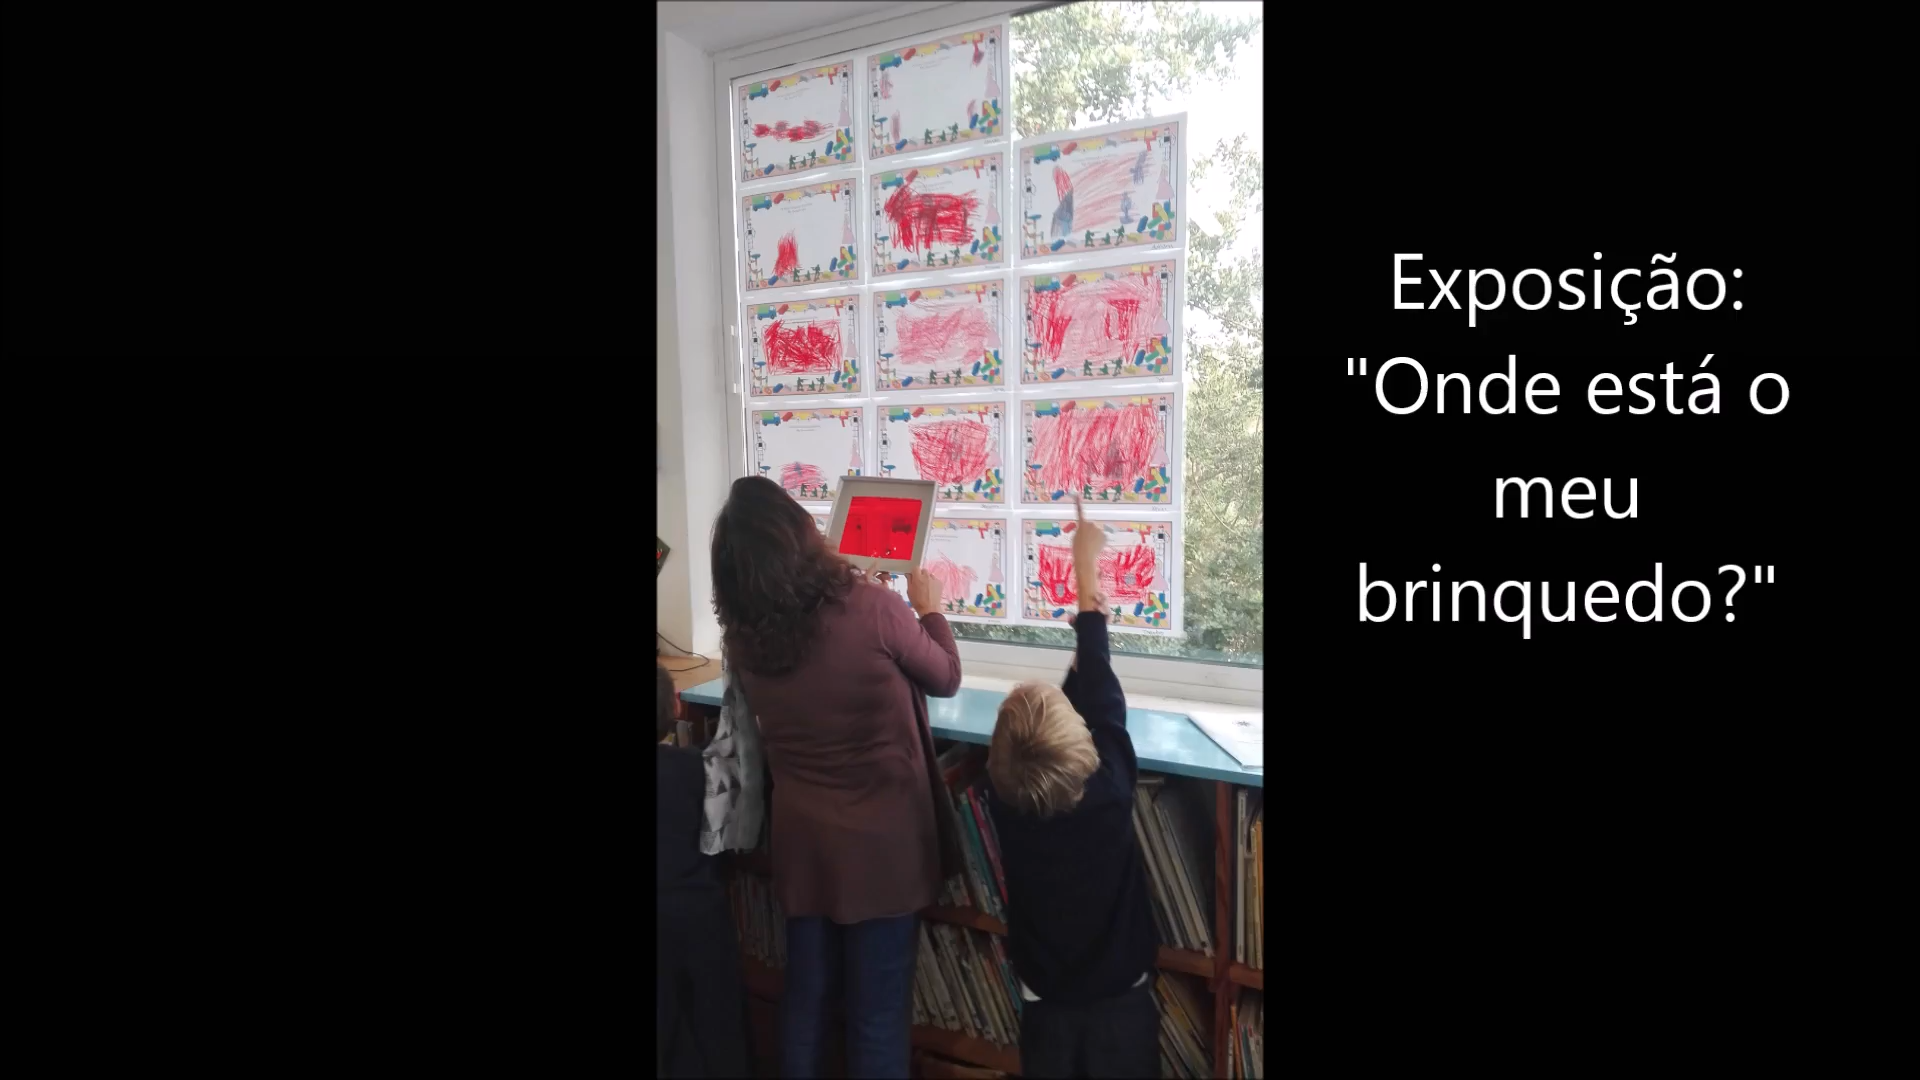 Exposição:
"Onde está o
meu
brinquedo?"